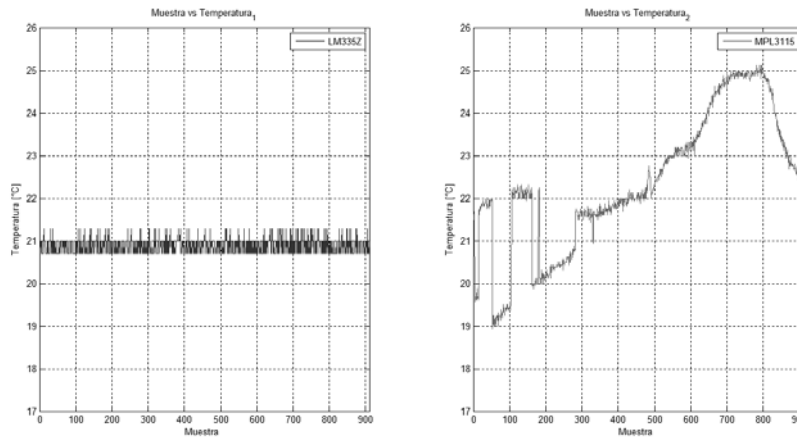 Muestra vs Temperatura1
LM335Z
26
25
24
23
22
21
20
19
18
17
Temperatura [°C]
0 100 200 300 400 500 600 700 800 900
Muestra
Muestra vs Temperatura2
MPL3115
26
25
24
23
22
21
20
19
18
17
Temperatura [°C]
0 100 200 300 400 500 600 700 800
Muestra